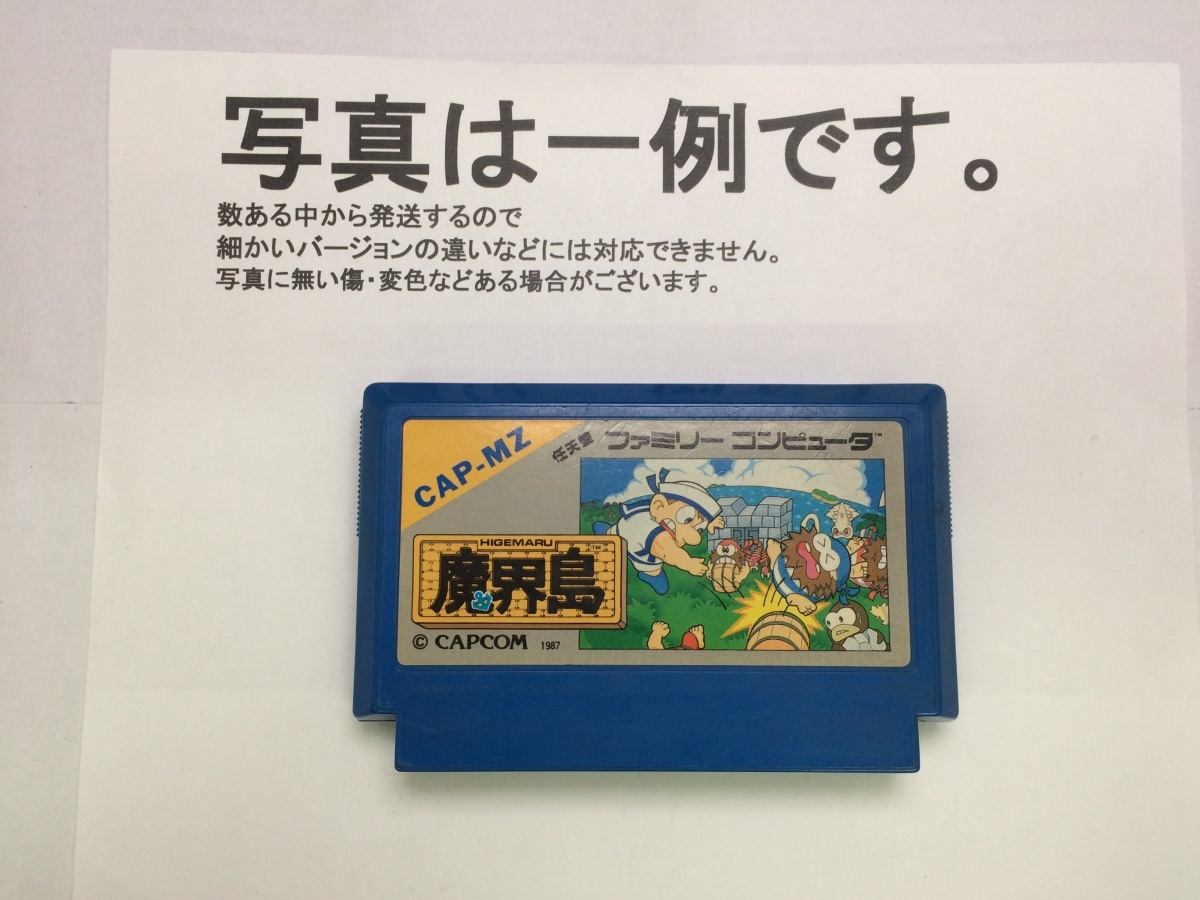 写真は一例です。
数ある中から発送するので
細かいバージョンの違いなどには対応できません。
写真に無い傷・変色などある場合がございます。
CAP-MZ
任天堂 ファミリー コンピュータ™
HIGEMARU
魔界島™
© CAPCOM 1987